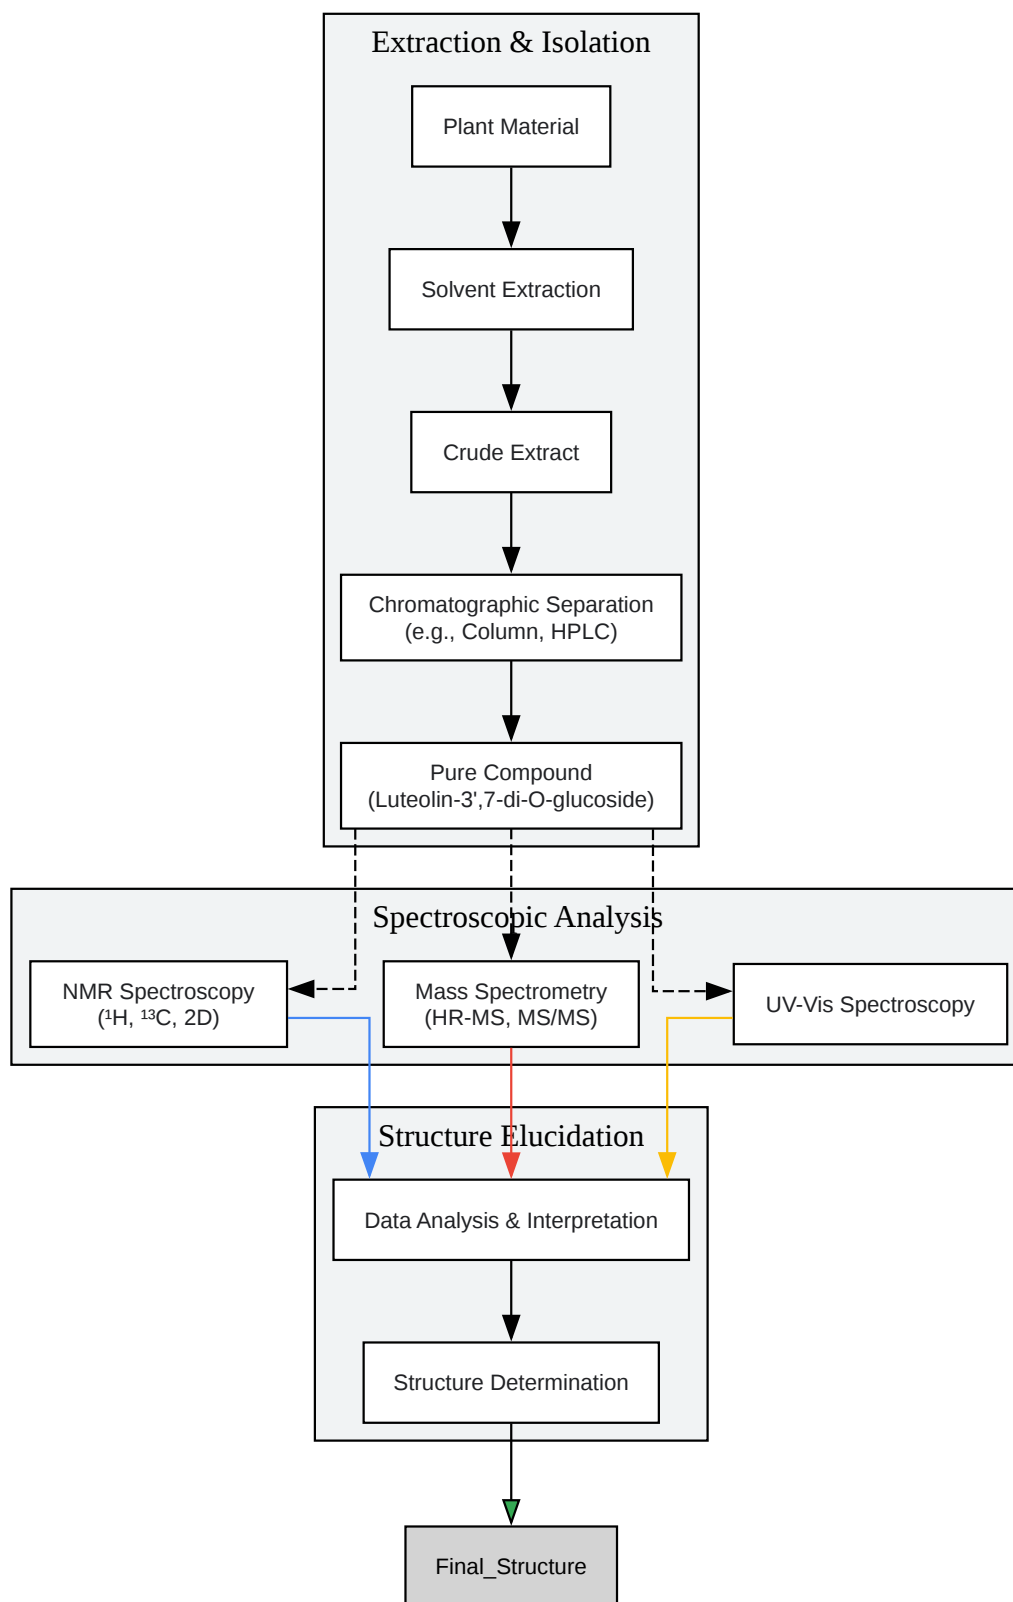 Extraction & Isolation
Plant Material
Solvent Extraction
Crude Extract
Chromatographic Separation
(e.g., Column, HPLC)
Pure Compound
(Luteolin-3',7-di-O-glucoside)
Spectroscopic Analysis
NMR Spectroscopy
(¹H, ¹³C, 2D)
Mass Spectrometry
(HR-MS, MS/MS)
UV-Vis Spectroscopy
Structure Elucidation
Data Analysis & Interpretation
Structure Determination
Final_Structure